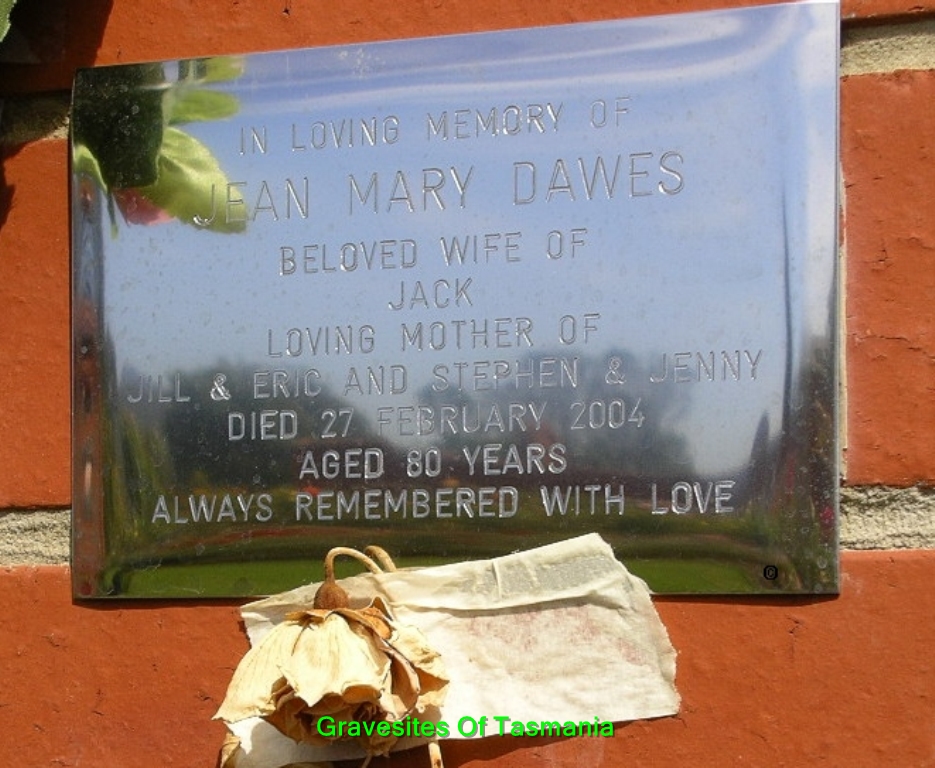 IN LOVING MEMORY OF
JEAN MARY DAWES
BELOVED WIFE OF
JACK
LOVING MOTHER OF
JILL & ERIC AND STEPHEN & JENNY
DIED 27 FEBRUARY 2004
AGED 80 YEARS
ALWAYS REMEMBERED WITH LOVE
©
Gravesites Of Tasmania